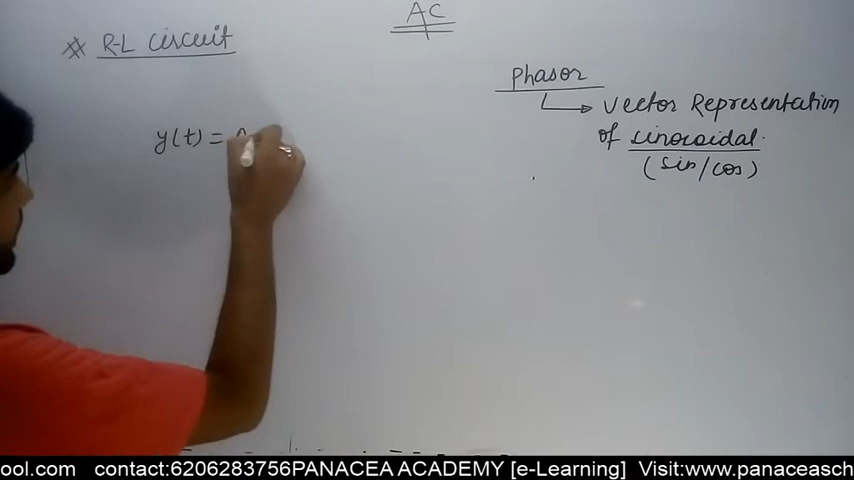 AC
# R-L circuit
Phasor
Vector Representation
of sinosoidal.
(sin/cos)
y(t) =
ool.com contact:6206283756PANACEA ACADEMY [e-Learning] Visit:www.panaceasch